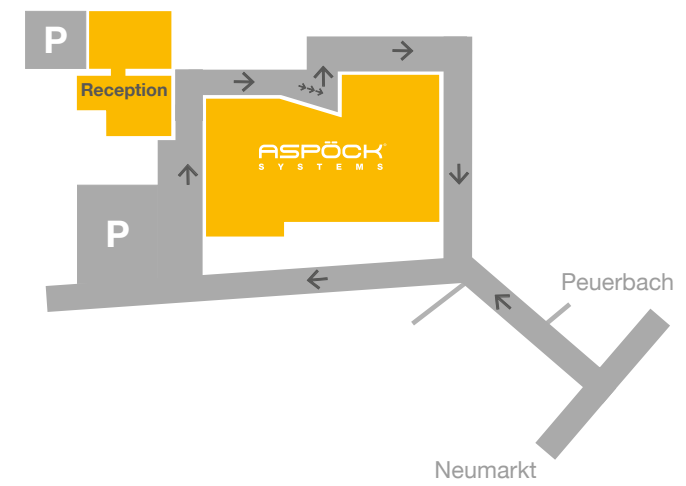 P
Reception
ASPÖCK
SYSTEMS
P
Peuerbach
Neumarkt